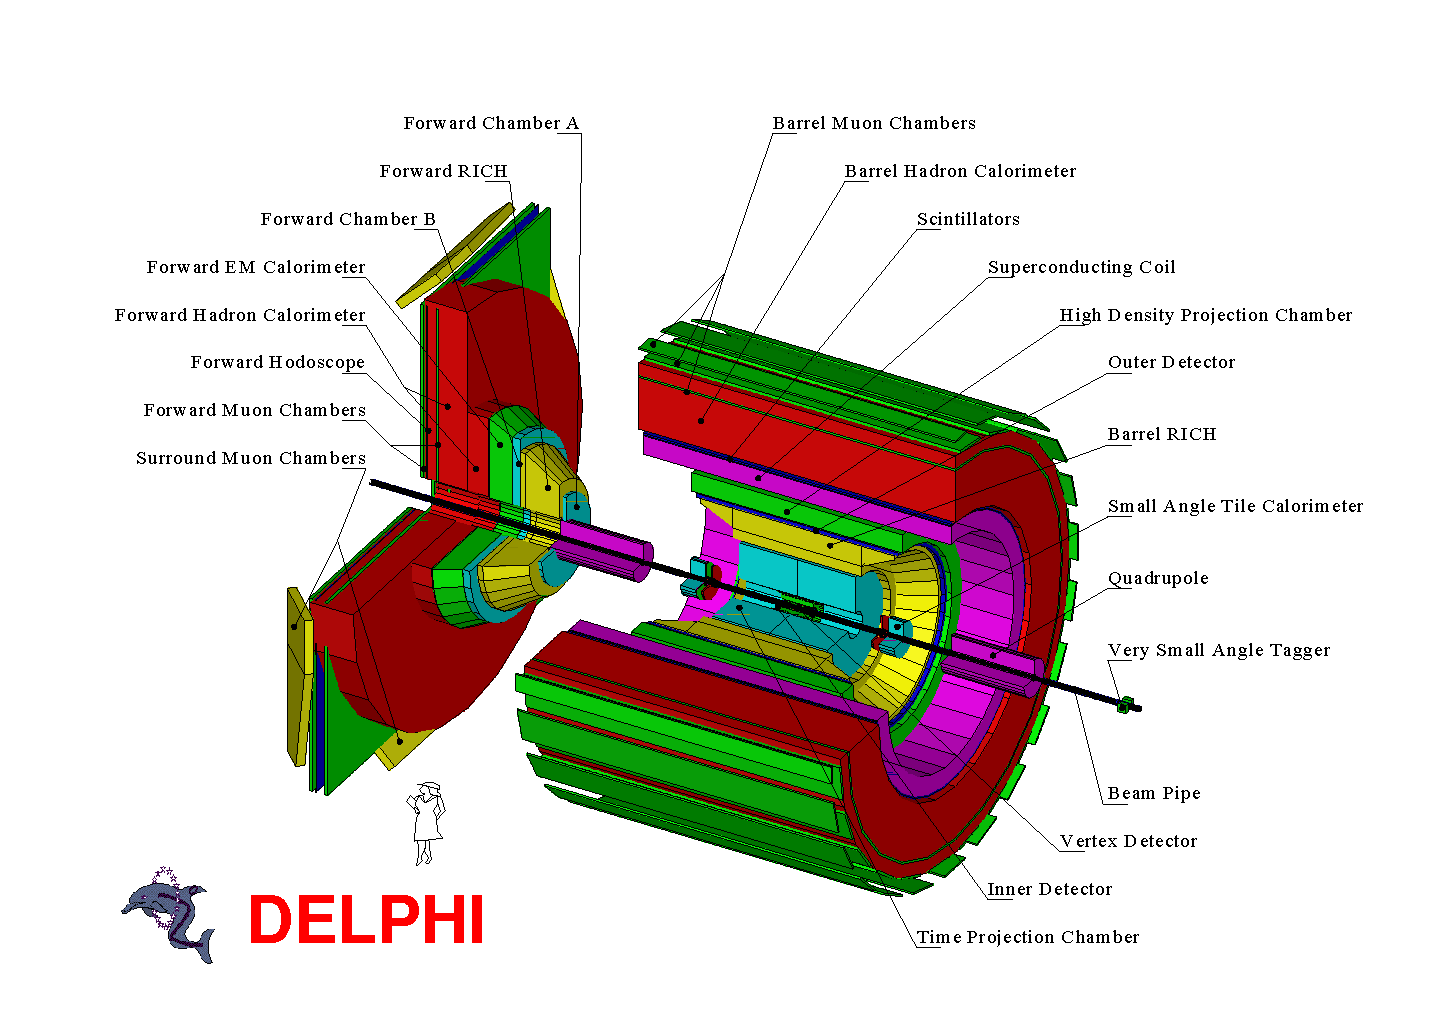 Forward Chamber A
Forward RICH
Forward Chamber B
Forward EM Calorimeter
Forward Hadron Calorimeter
Forward Hodoscope
Forward Muon Chambers
Surround Muon Chambers
Barrel Muon Chambers
Barrel Hadron Calorimeter
Scintillators
Superconducting Coil
High Density Projection Chamber
Outer Detector
Barrel RICH
Small Angle Tile Calorimeter
Quadrupole
Very Small Angle Tagger
Beam Pipe
Vertex Detector
Inner Detector
Time Projection Chamber
DELPHI